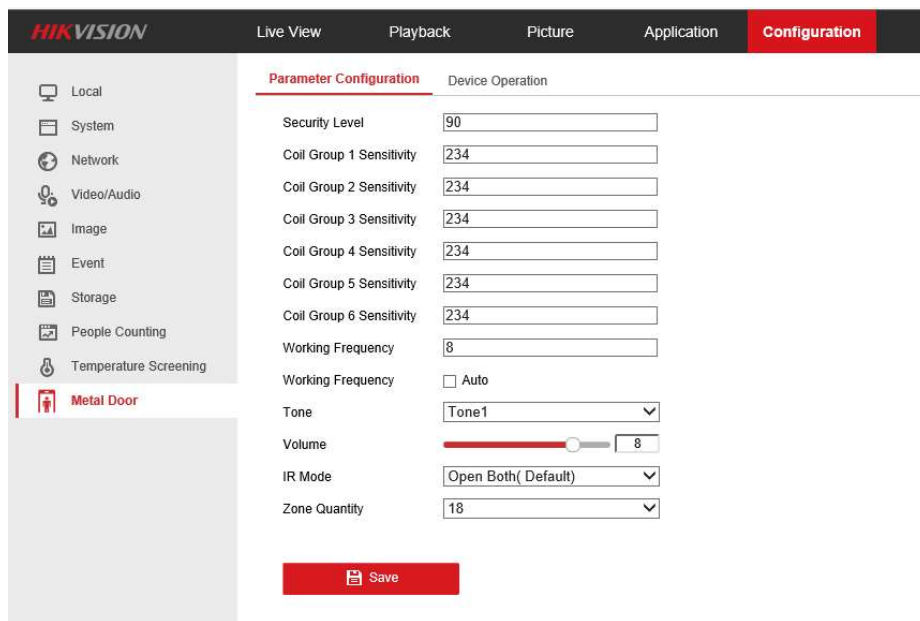 HIKVISION Live View Playback Picture Application Configuration
Local
System
Network
Video/Audio
Image
Event
Storage
People Counting
Temperature Screening
Metal Door
Parameter Configuration Device Operation
Security Level 90
Coil Group 1 Sensitivity 234
Coil Group 2 Sensitivity 234
Coil Group 3 Sensitivity 234
Coil Group 4 Sensitivity 234
Coil Group 5 Sensitivity 234
Coil Group 6 Sensitivity 234
Working Frequency 8
Working Frequency Auto
Tone Tone1
Volume 8
IR Mode Open Both( Default)
Zone Quantity 18
Save